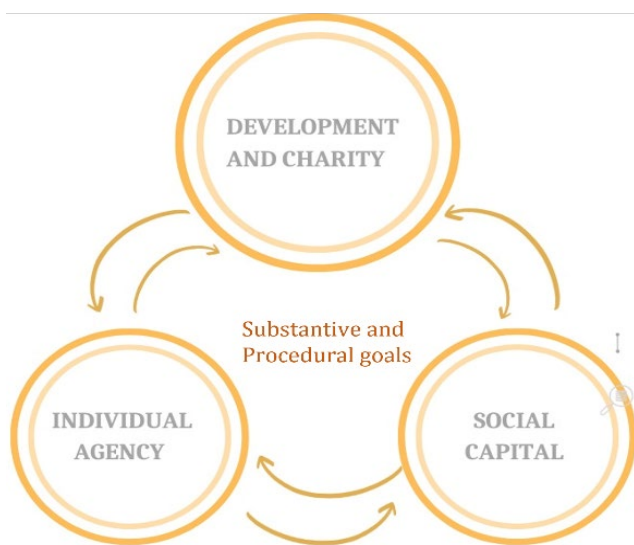 DEVELOPMENT
AND CHARITY
Substantive and
Procedural goals
INDIVIDUAL
AGENCY
SOCIAL
CAPITAL